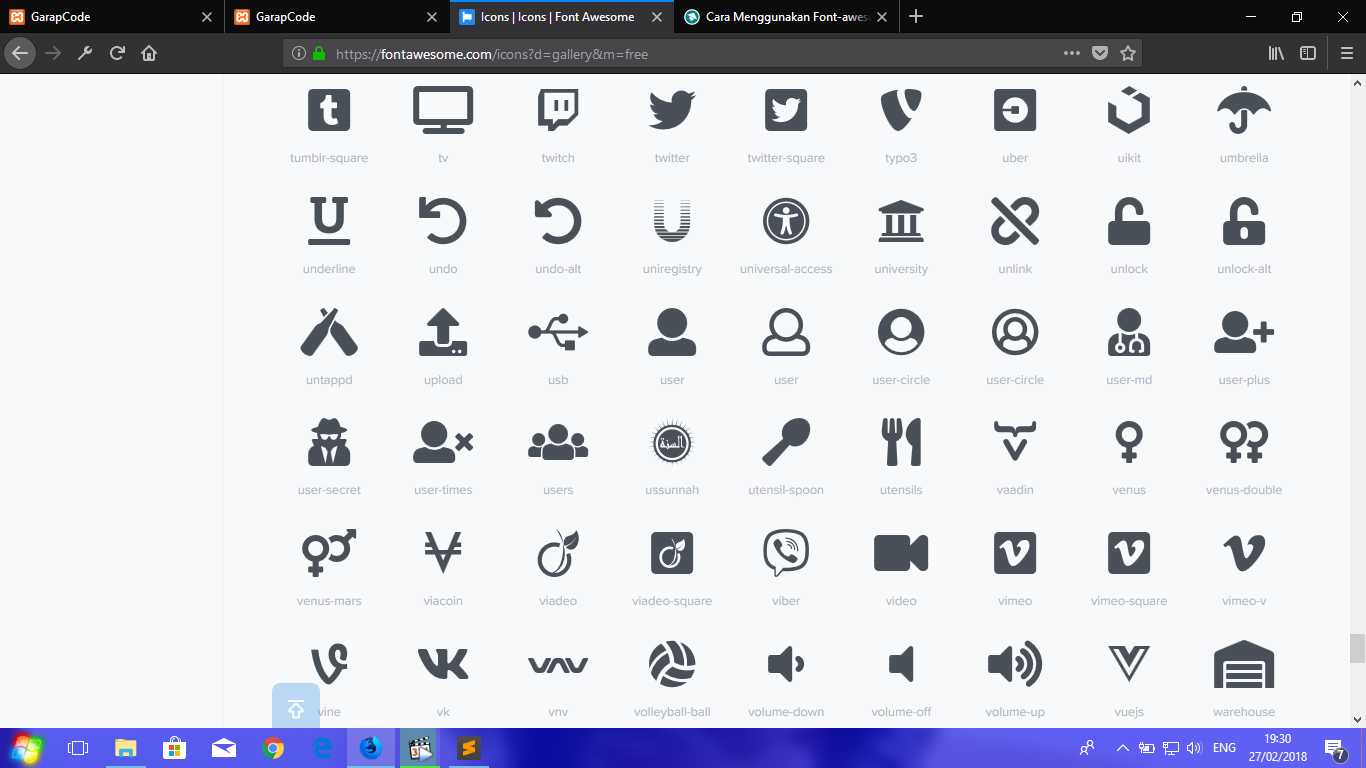 GarapCode
GarapCode
Icons | Icons | Font Awesome
Cara Menggunakan Font-awes
https://fontawesome.com/icons?d=gallery&m=free
tumblr-square tv twitch twitter twitter-square typo3 uber uikit umbrella
underline undo undo-alt uniregistry universal-access university unlink unlock unlock-alt
untappd upload usb user user user-circle user-circle user-md user-plus
السنة
user-secret user-times users ussunnah utensil-spoon utensils vaadin venus venus-double
venus-mars viacoin viadeo viadeo-square viber video vimeo vimeo-square vimeo-v
vine vk vnv volleyball-ball volume-down volume-off volume-up vuejs warehouse
ENG
19:30
27/02/2018
7